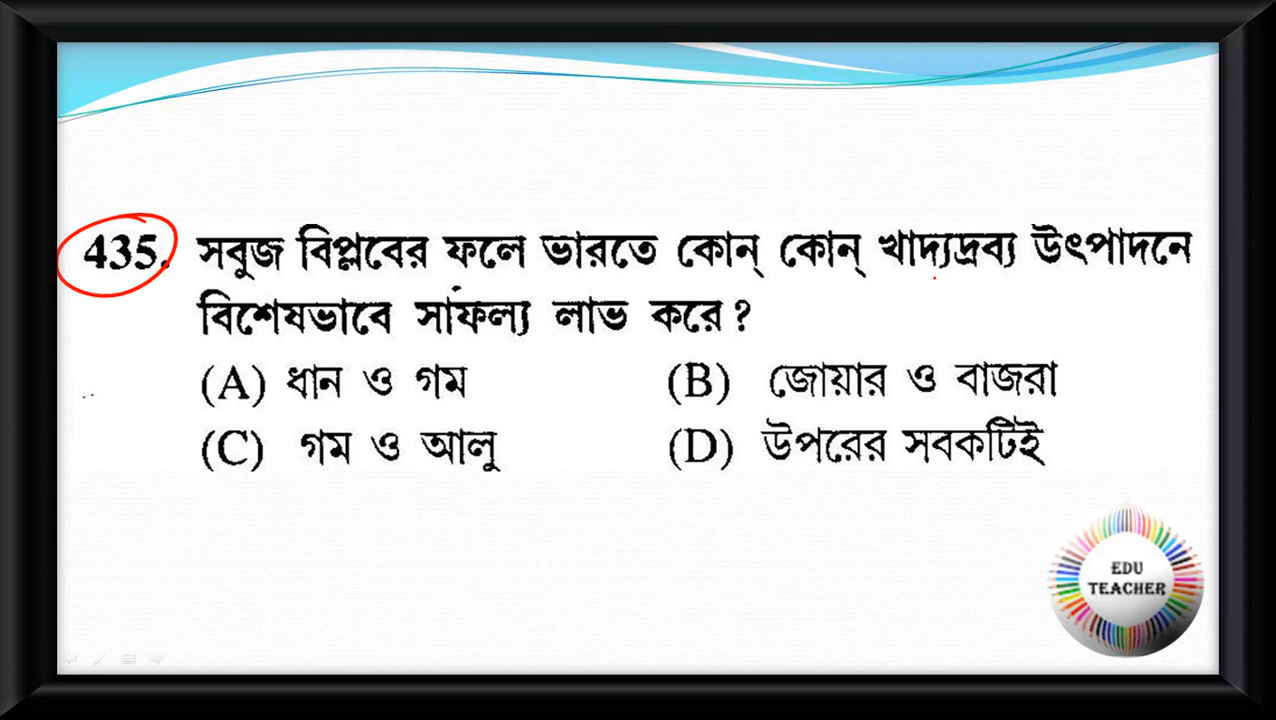 435. সবুজ বিপ্লবের ফলে ভারতে কোন্ কোন্ খাদ্যদ্রব্য উৎপাদনে
বিশেষভাবে সাফল্য লাভ করে?
(A) ধান ও গম (B) জোয়ার ও বাজরা
(C) গম ও আলু (D) উপরের সবকটিই
EDU
TEACHER